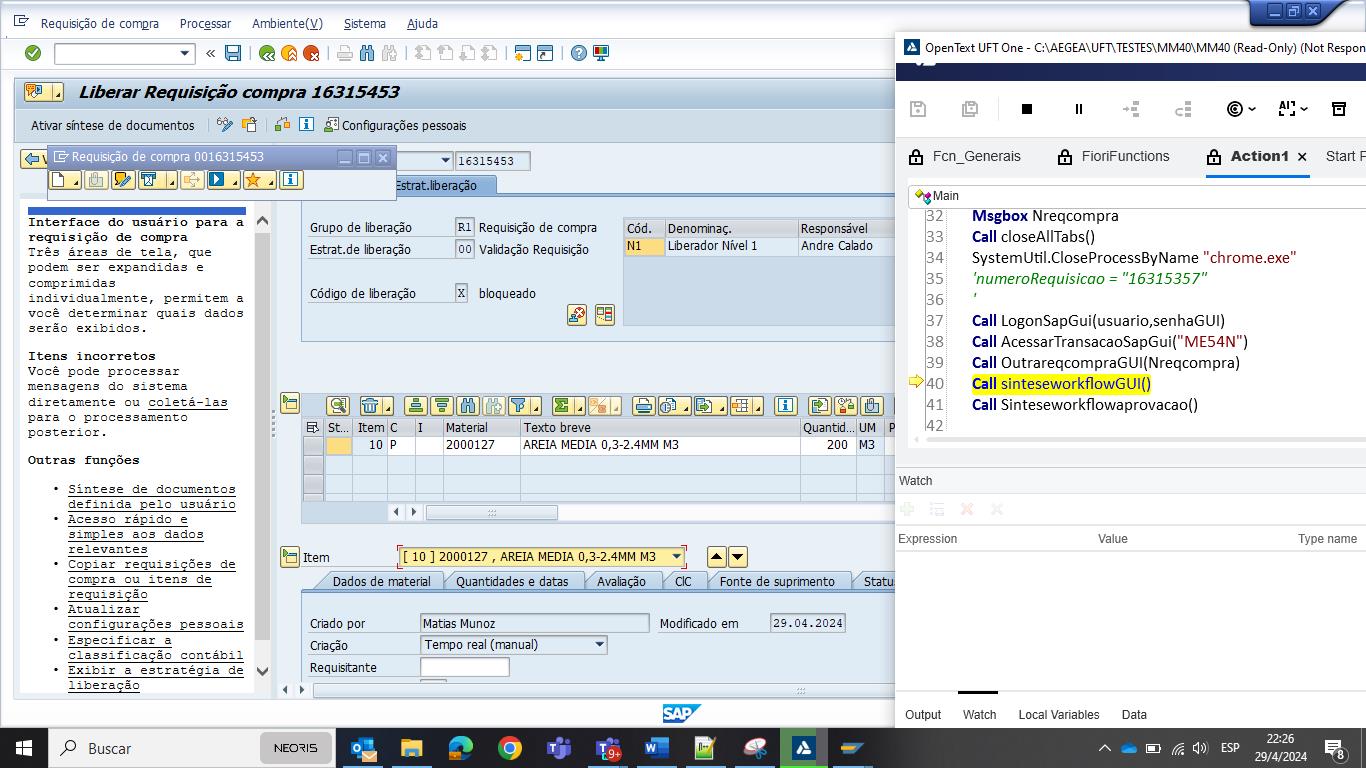 Requisição de compra
Processar
Ambiente(V)
Sistema
Ajuda
Liberar Requisição compra 16315453
Ativar síntese de documentos
Configurações pessoais
Requisição de compra 0016315453
16315453
Estrat.liberação
Interface do usuário para a
requisição de compra
Três áreas de tela, que
podem ser expandidas e
comprimidas
individualmente, permitem a
você determinar quais dados
serão exibidos.
Itens incorretos
Você pode processar
mensagens do sistema
diretamente ou coletá-las
para o processamento
posterior.
Outras funções
• Síntese de documentos
definida pelo usuário
• Acesso rápido e
simples aos dados
relevantes
• Copiar requisições de
compra ou itens de
requisição
• Atualizar
configurações pessoais
• Especificar a
classificação contábil
• Exibir a estratégia de
liberação
Grupo de liberação R1 Requisição de compra
Estrat.de liberação 00 Validação Requisição
Código de liberação X bloqueado
Cód. Denominaç. Responsável
N1 Liberador Nível 1 Andre Calado
St... Item C I Material Texto breve Quantid... UM P
10 P 2000127 AREIA MEDIA 0,3-2.4MM M3 200 M3
Item [ 10 ] 2000127 , AREIA MEDIA 0,3-2.4MM M3
Dados de material Quantidades e datas Avaliação ClC Fonte de suprimento Status
Criado por Matias Munoz Modificado em 29.04.2024
Criação Tempo real (manual)
Requisitante
SAP
OpenText UFT One - C:\AEGEA\UFT\TESTES\MM40\MM40 (Read-Only) (Not Respon
Fcn_Generais FioriFunctions Action1 × Start P
Main
32 Msgbox Nreqcompra
33 Call closeAllTabs()
34 SystemUtil.CloseProcessByName "chrome.exe"
35 'numeroRequisicao = "16315357"
36 '
37 Call LogonSapGui(usuario,senhaGUI)
38 Call AcessarTransacaoSapGui("ME54N")
39 Call OutrareqcompraGUI(Nreqcompra)
40 Call sinteseworkflowGUI()
41 Call Sinteseworkflowaprovacao()
42
Watch
Expression Value Type name
Output Watch Local Variables Data
Buscar
NEORIS
9+
ESP
22:26
29/4/2024
8